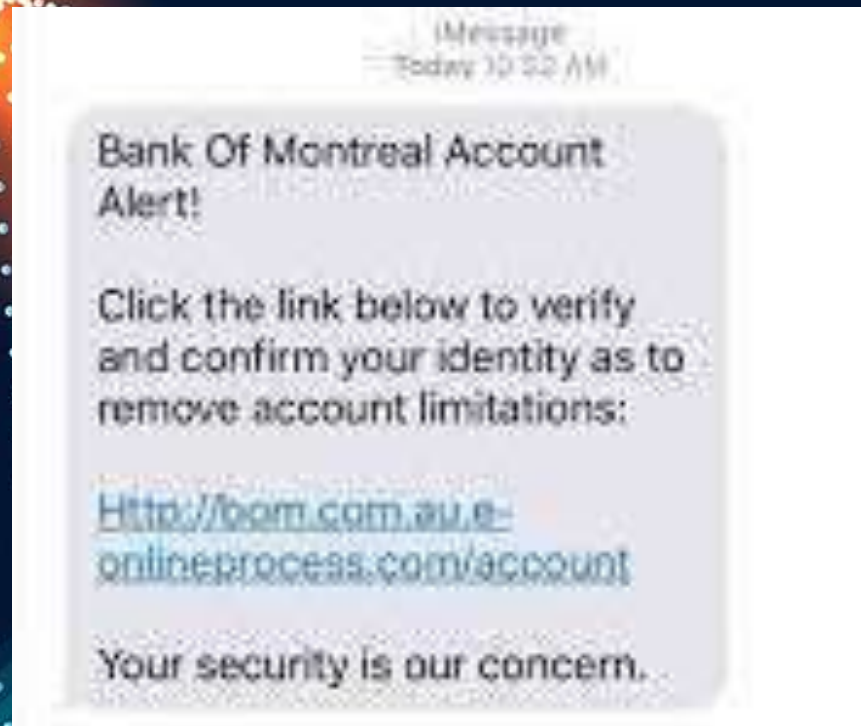 iMessage
Today 10:52 AM
Bank Of Montreal Account
Alert!
Click the link below to verify
and confirm your identity as to
remove account limitations:
Http://bom.com.au.e-
onlineprocess.com/account
Your security is our concern.